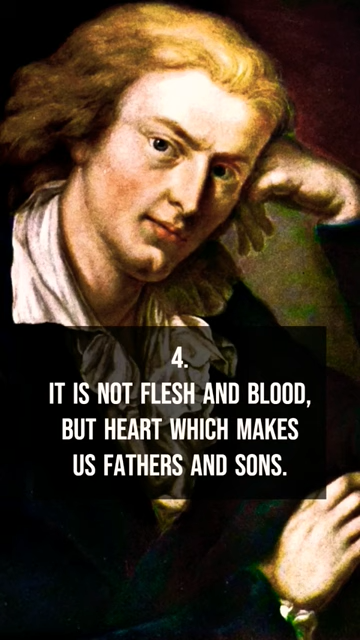 4.
IT IS NOT FLESH AND BLOOD,
BUT HEART WHICH MAKES
US FATHERS AND SONS.